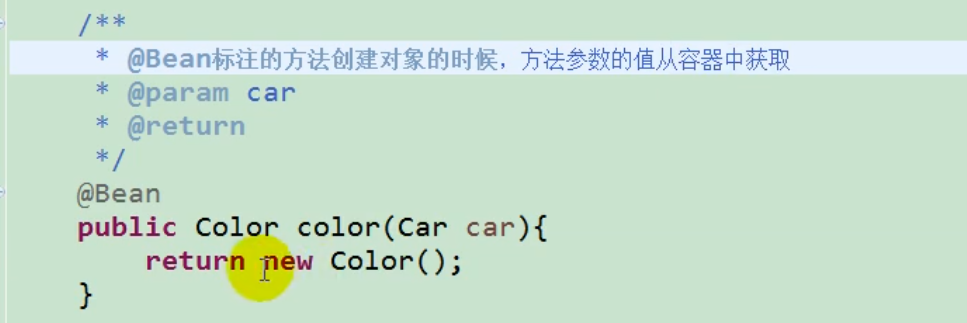 /**
 * @Bean标注的方法创建对象的时候，方法参数的值从容器中获取
 * @param car
 * @return
 */
@Bean
public Color color(Car car){
    return new Color();
}